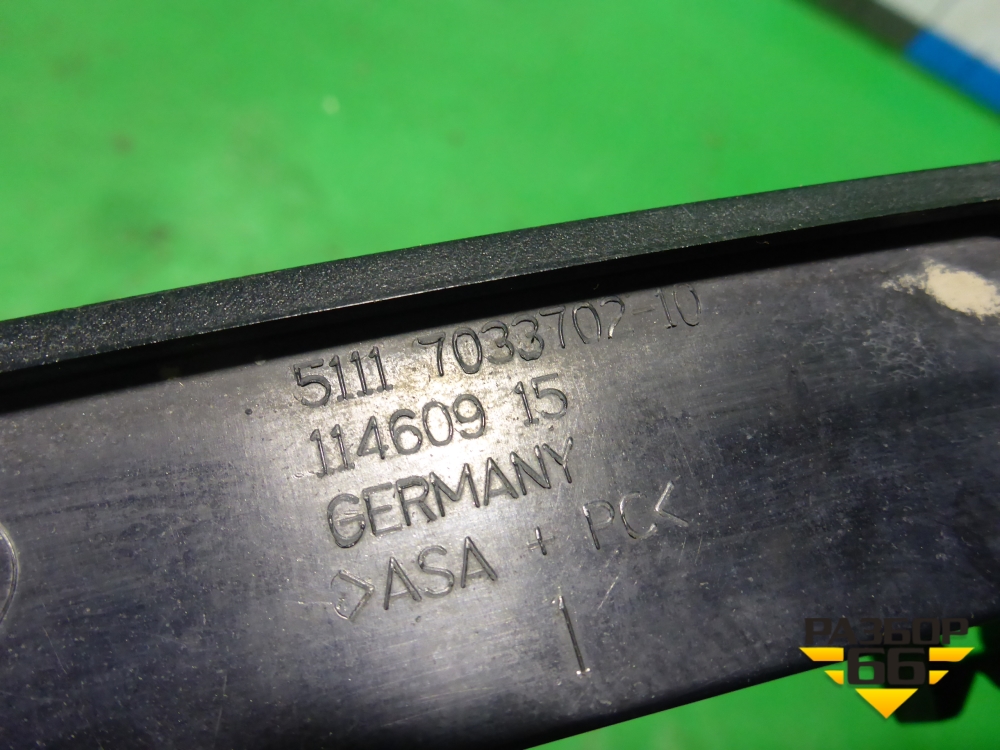 5111 7033702-10
114609 15
GERMANY
>ASA + PC<
1
РАЗБОР
66